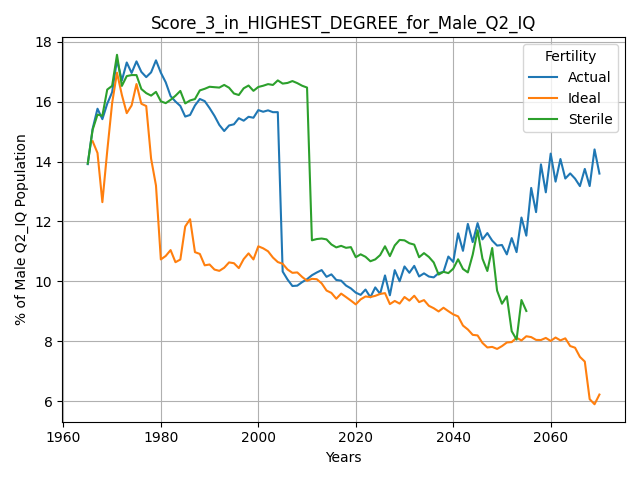 Score_3_in_HIGHEST_DEGREE_for_Male_Q2_IQ
% of Male Q2_IQ Population
18
16
14
12
10
8
6
Fertility
Actual
Ideal
Sterile
1960
1980
2000
2020
2040
2060
Years